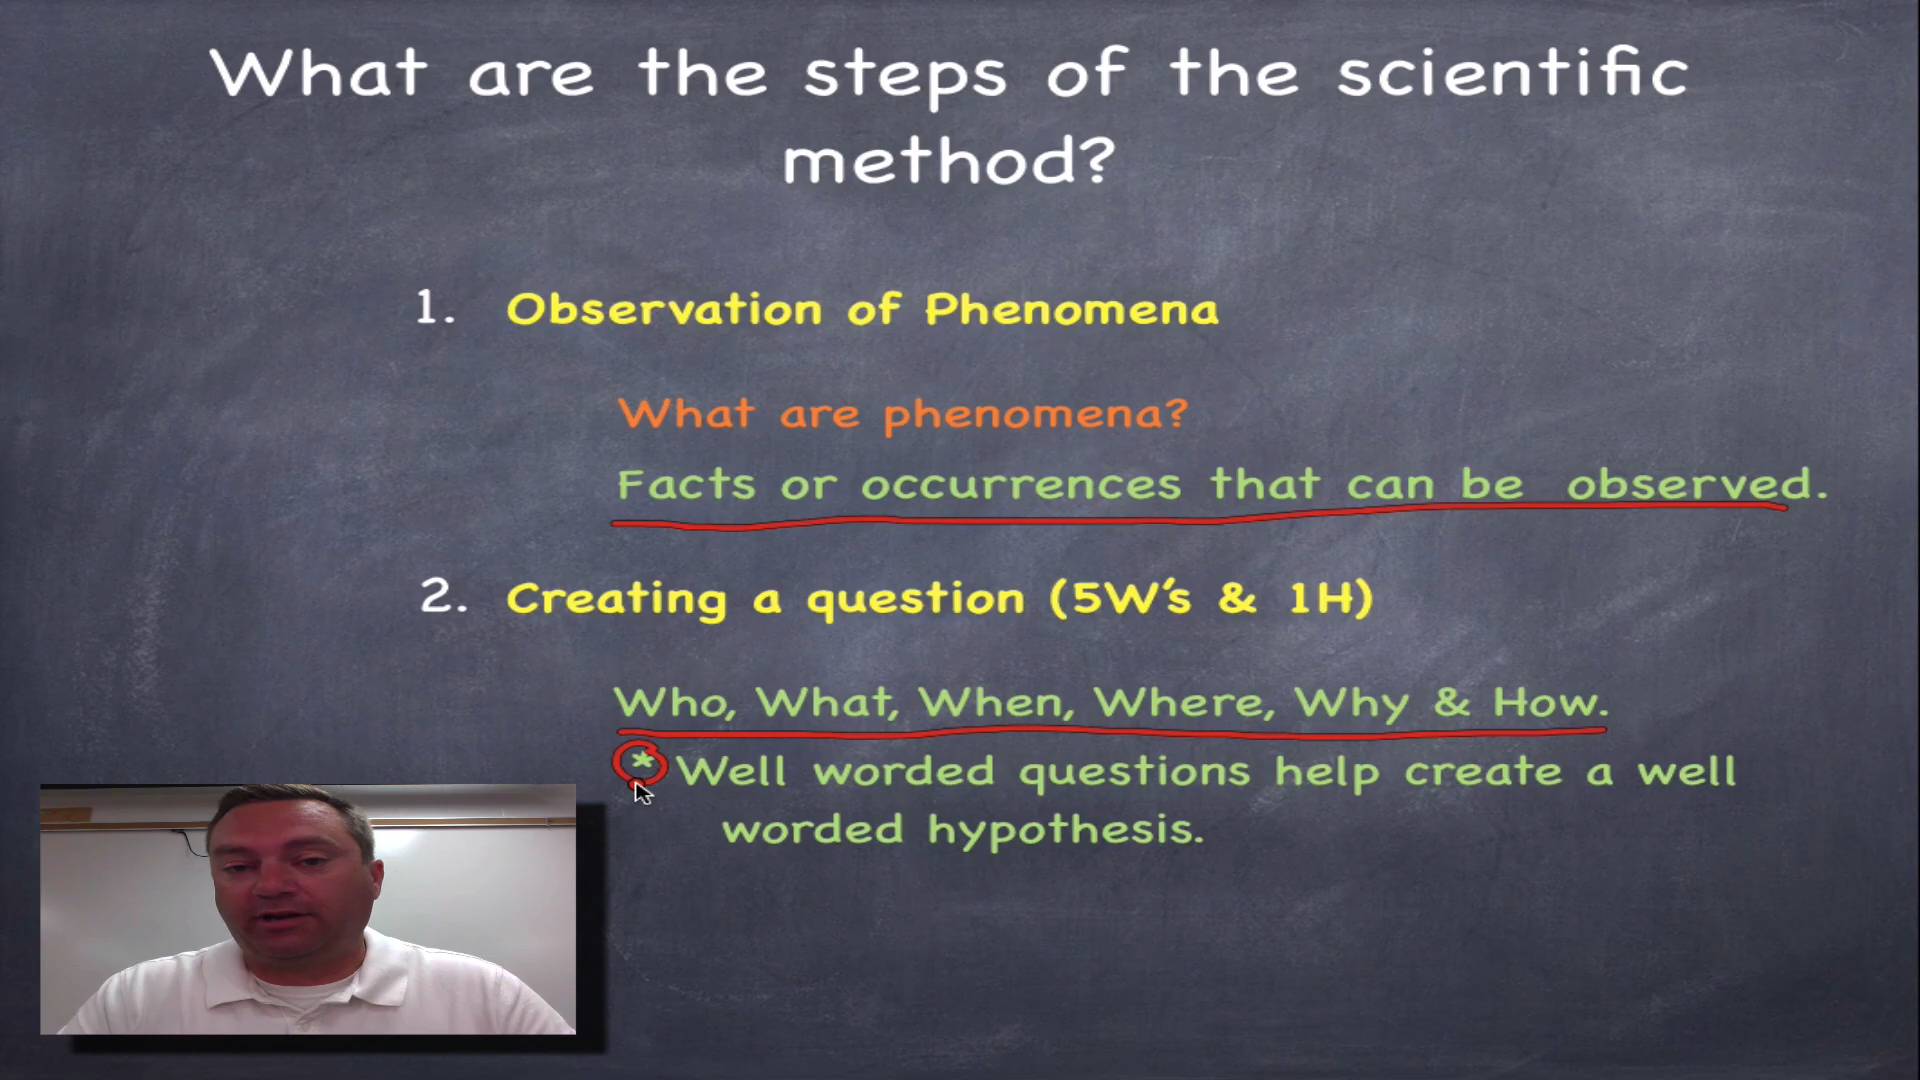 What are the steps of the scientific
method?
1. Observation of Phenomena
What are phenomena?
Facts or occurrences that can be observed.
2. Creating a question (5W's & 1H)
Who, What, When, Where, Why & How.
* Well worded questions help create a well
worded hypothesis.